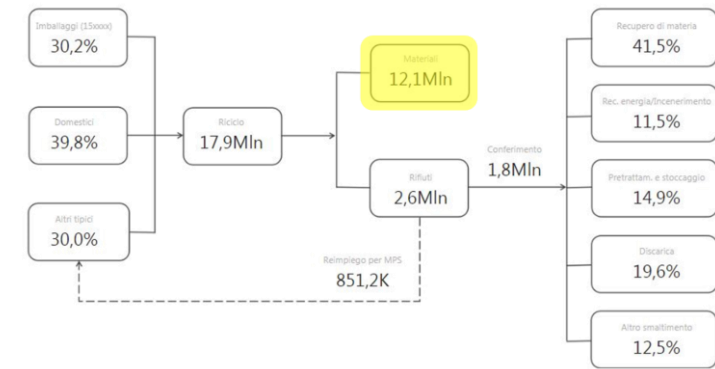 Imballaggi (15xxxx)
30,2%
Domestici
39,8%
Altri tipici
30,0%
Riciclo
17,9Mln
Materiali
12,1Mln
Rifiuti
2,6Mln
Reimpiego per MPS
851,2K
Conferimento
1,8Mln
Recupero di materia
41,5%
Rec. energia/Incenerimento
11,5%
Pretrattam. e stoccaggio
14,9%
Discarica
19,6%
Altro smaltimento
12,5%